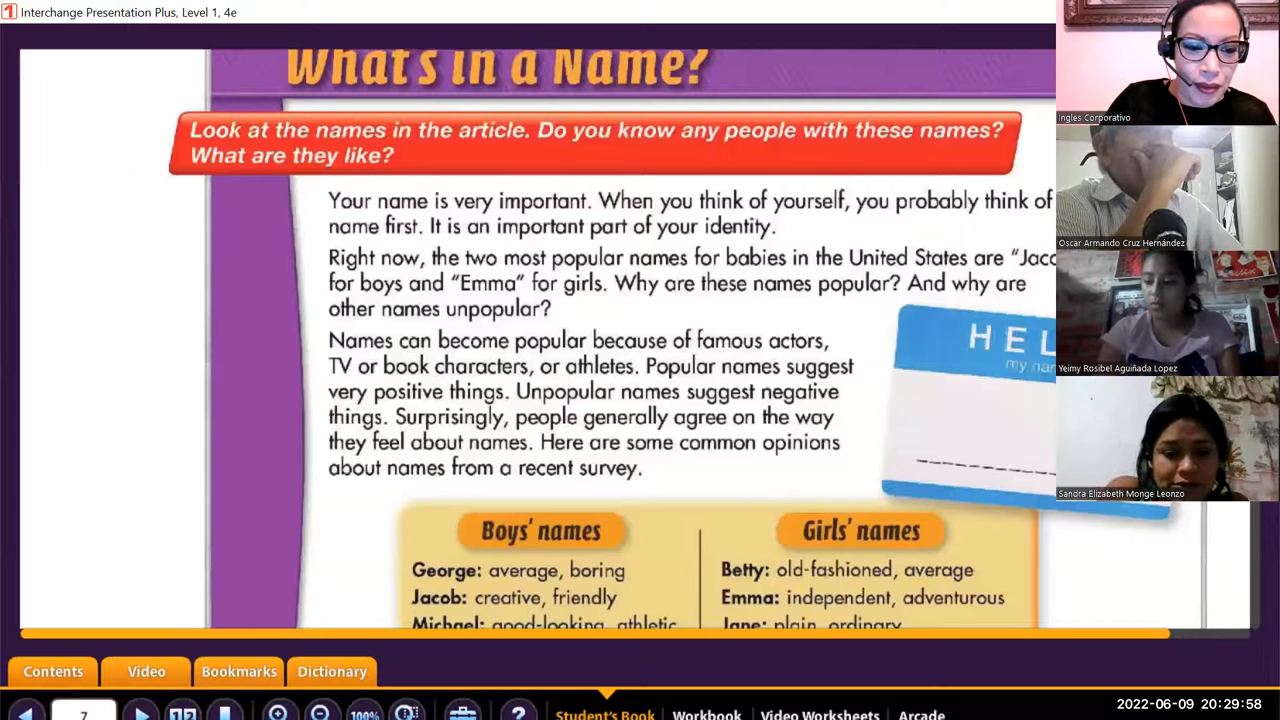 Interchange Presentation Plus, Level 1, 4e
What's in a Name?
Look at the names in the article. Do you know any people with these names?
What are they like?
Your name is very important. When you think of yourself, you probably think of
name first. It is an important part of your identity.
Right now, the two most popular names for babies in the United States are "Jaco
for boys and "Emma" for girls. Why are these names popular? And why are
other names unpopular?
Names can become popular because of famous actors,
TV or book characters, or athletes. Popular names suggest
very positive things. Unpopular names suggest negative
things. Surprisingly, people generally agree on the way
they feel about names. Here are some common opinions
about names from a recent survey.
HEL
my nar
Boys' names
George: average, boring
Jacob: creative, friendly
Michael: good-looking, athletic
Girls' names
Betty: old-fashioned, average
Emma: independent, adventurous
Jane: plain, ordinary
Ingles Corporativo
Oscar Armando Cruz Hernández
Yeimy Rosibel Aguiñada Lopez
Sandra Elizabeth Monge Leonzo
Contents
Video
Bookmarks
Dictionary
7
100%
?
Student's Book
Workbook
Video Worksheets
Arcade
2022-06-09 20:29:58